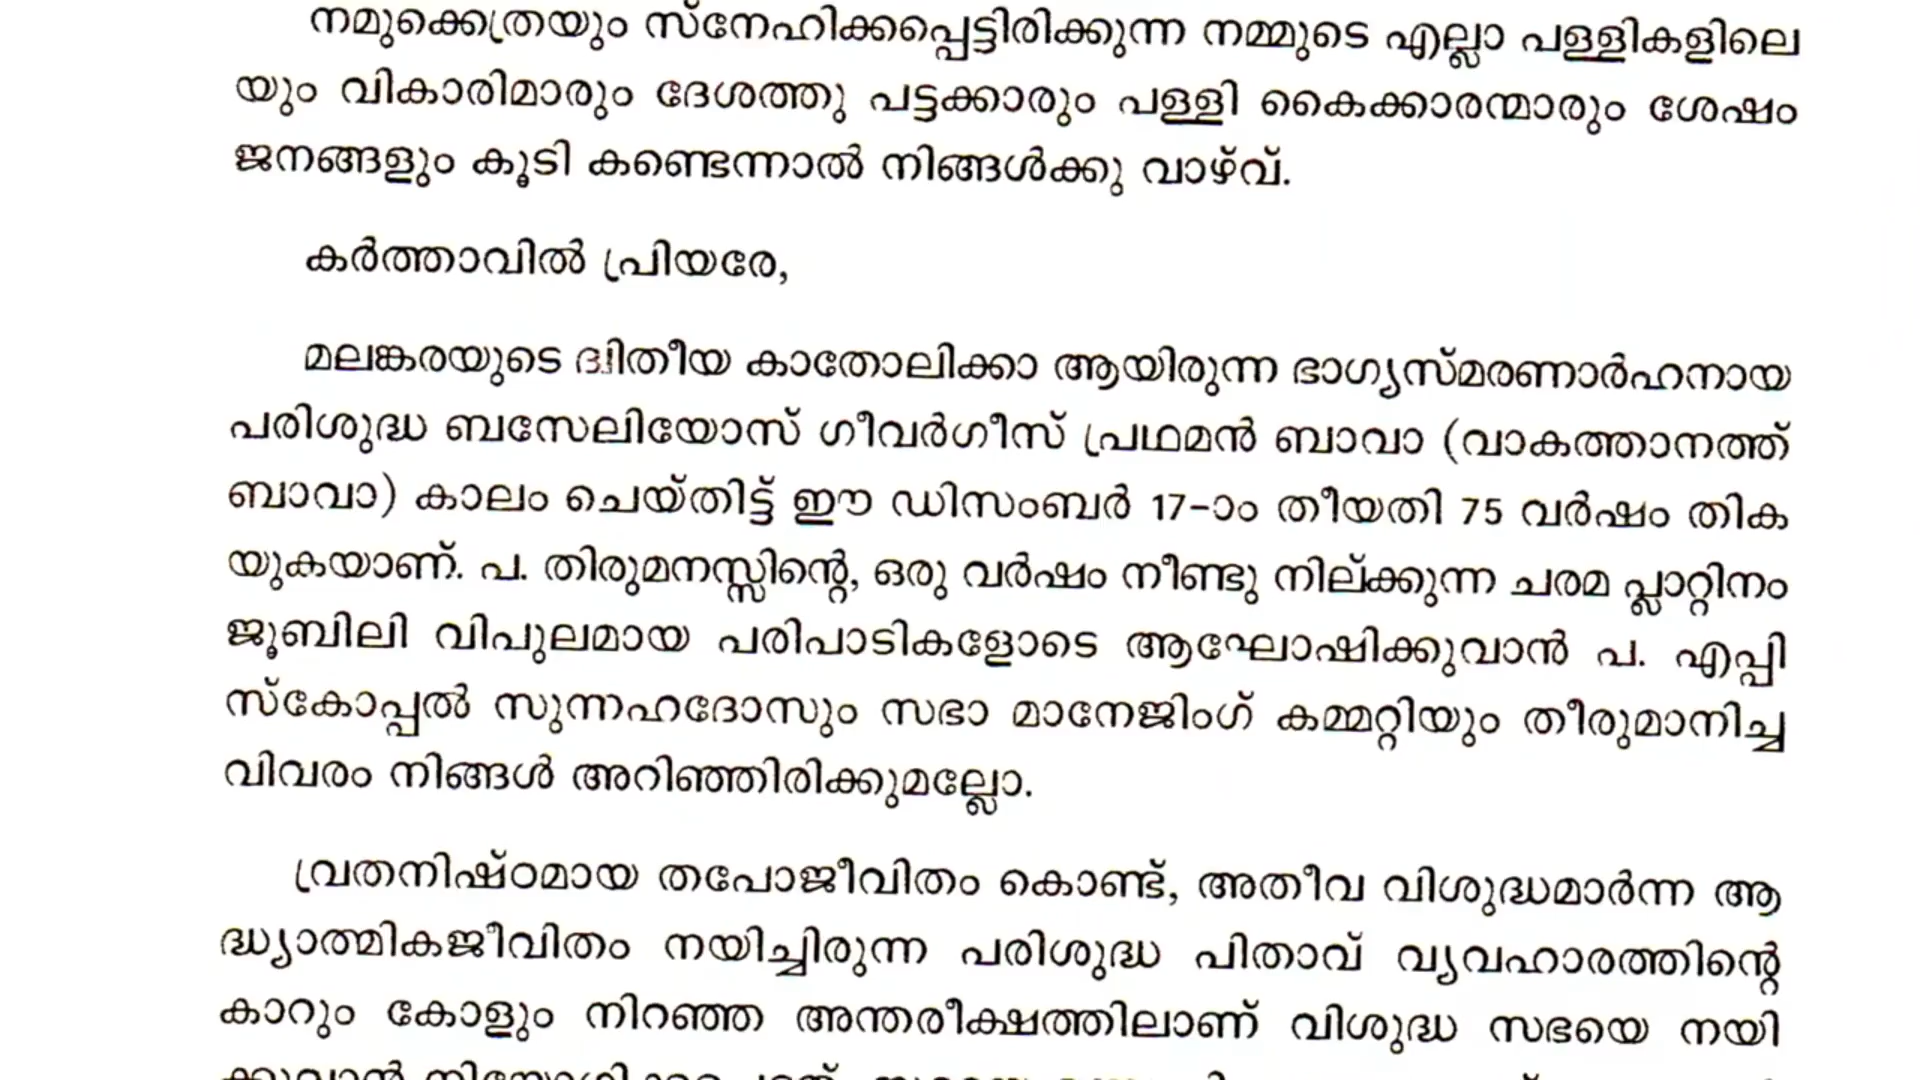 നമുക്കെത്രയും സ്നേഹിക്കപ്പെട്ടിരിക്കുന്ന നമ്മുടെ എല്ലാ പള്ളികളിലെ
യും വികാരിമാരും ദേശത്തു പട്ടക്കാരും പള്ളി കൈക്കാരന്മാരും ശേഷം
ജനങ്ങളും കൂടി കണ്ടെന്നാൽ നിങ്ങൾക്കു വാഴ്വ്.
കർത്താവിൽ പ്രിയരേ,
മലങ്കരയുടെ ദ്വിതീയ കാതോലിക്കാ ആയിരുന്ന ഭാഗ്യസ്മരണാർഹനായ
പരിശുദ്ധ ബസേലിയോസ് ഗീവർഗീസ് പ്രഥമൻ ബാവാ (വാകത്താനത്ത്
ബാവാ) കാലം ചെയ്തിട്ട് ഈ ഡിസംബർ 17-ാം തീയതി 75 വർഷം തിക
യുകയാണ്. പ. തിരുമനസ്സിന്റെ, ഒരു വർഷം നീണ്ടു നില്ക്കുന്ന ചരമ പ്ലാറ്റിനം
ജൂബിലി വിപുലമായ പരിപാടികളോടെ ആഘോഷിക്കുവാൻ പ. എപ്പി
സ്കോപ്പൽ സുന്നഹദോസും സഭാ മാനേജിംഗ് കമ്മറ്റിയും തീരുമാനിച്ച
വിവരം നിങ്ങൾ അറിഞ്ഞിരിക്കുമല്ലോ.
വ്രതനിഷ്ഠമായ തപോജീവിതം കൊണ്ട്, അതീവ വിശുദ്ധമാർന്ന ആ
ദ്ധ്യാത്മികജീവിതം നയിച്ചിരുന്ന പരിശുദ്ധ പിതാവ് വ്യവഹാരത്തിന്റെ
കാറും കോളും നിറഞ്ഞ അന്തരീക്ഷത്തിലാണ് വിശുദ്ധ സഭയെ നയി